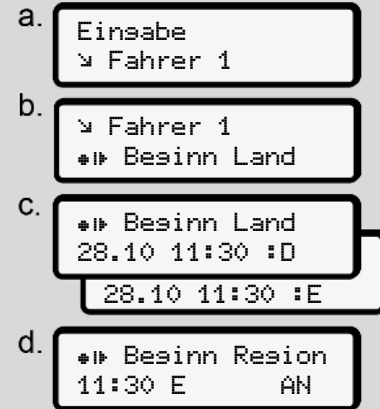 a.
Eingabe
↘ Fahrer 1
b.
↘ Fahrer 1
Beginn Land
c.
Beginn Land
28.10 11:30 :D
28.10 11:30 :E
d.
Beginn Region
11:30 E AN